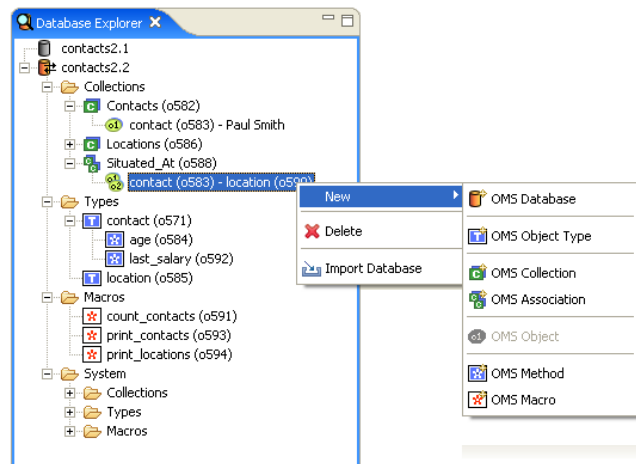 Database Explorer
contacts2.1
contacts2.2
Collections
Contacts (o582)
contact (o583) - Paul Smith
Locations (o586)
Situated_At (o588)
contact (o583) - location (o590)
Types
contact (o571)
age (o584)
last_salary (o592)
location (o585)
Macros
count_contacts (o591)
print_contacts (o593)
print_locations (o594)
System
Collections
Types
Macros
New
Delete
Import Database
OMS Database
OMS Object Type
OMS Collection
OMS Association
OMS Object
OMS Method
OMS Macro